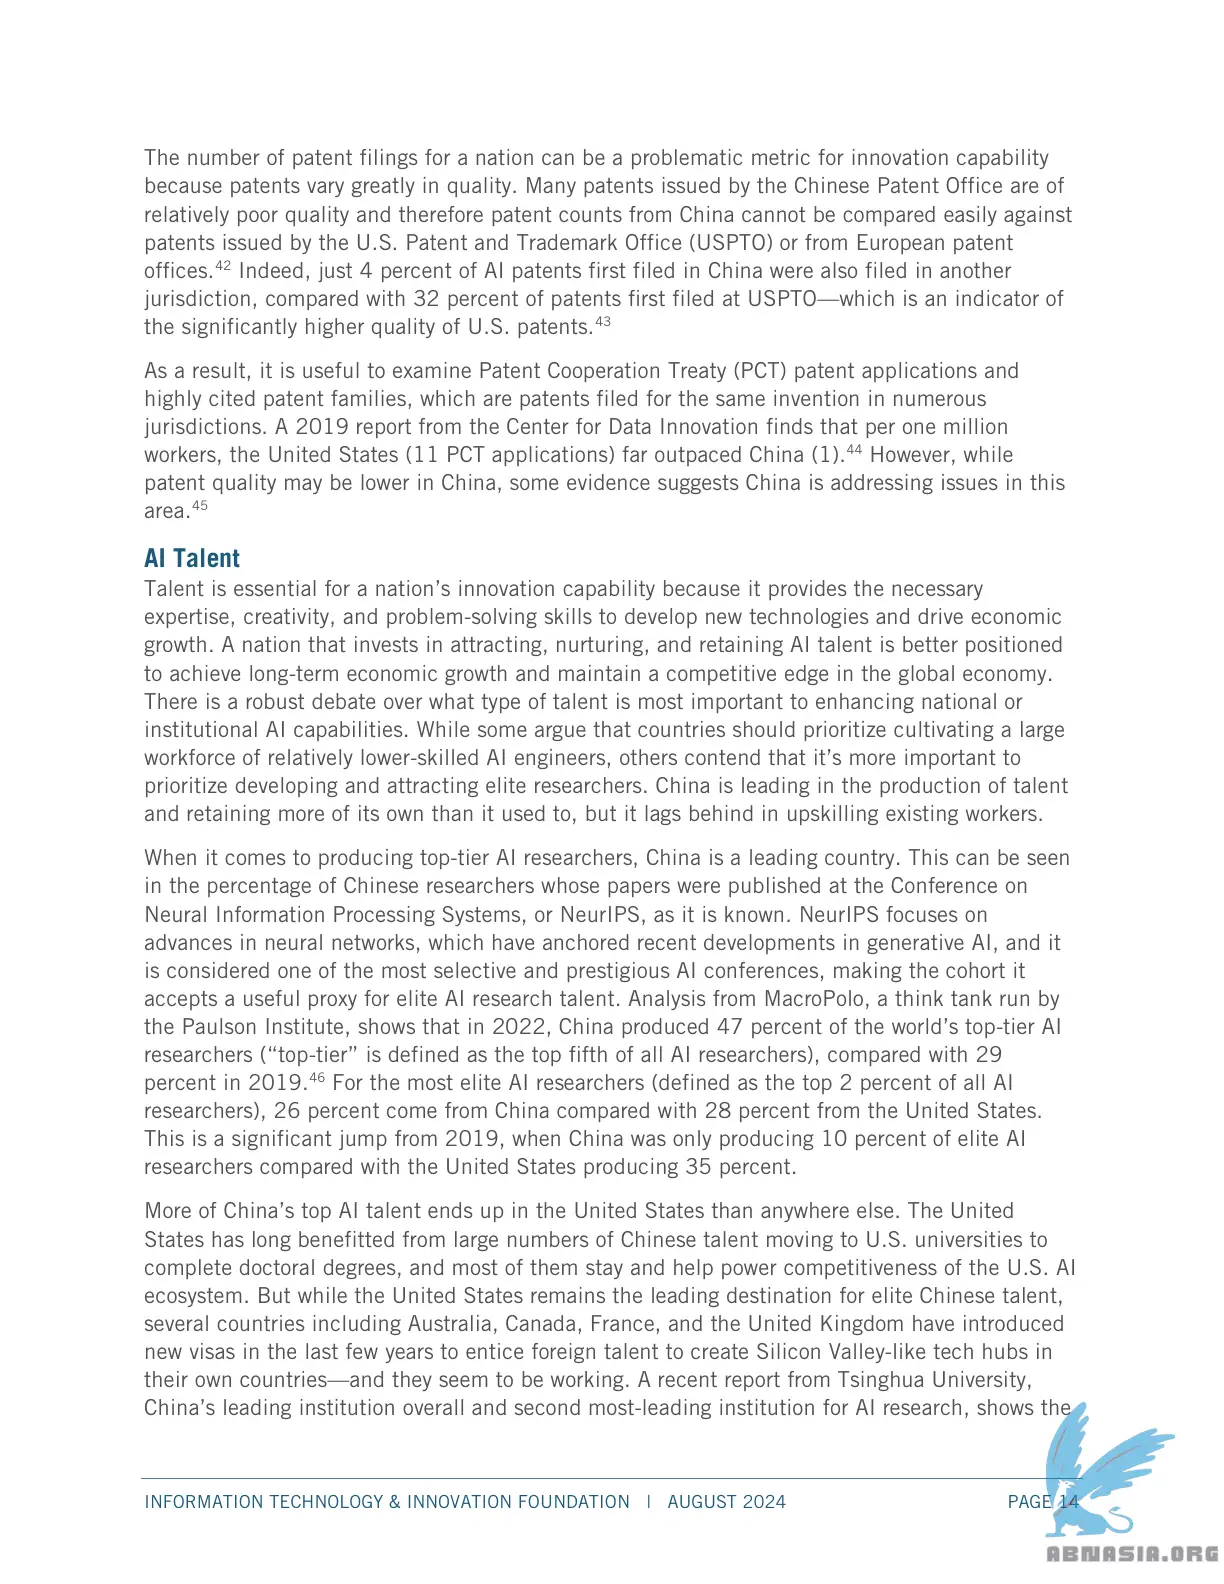 The number of patent filings for a nation can be a problematic metric for innovation capability
because patents vary greatly in quality. Many patents issued by the Chinese Patent Office are of
relatively poor quality and therefore patent counts from China cannot be compared easily against
patents issued by the U.S. Patent and Trademark Office (USPTO) or from European patent
offices.42 Indeed, just 4 percent of AI patents first filed in China were also filed in another
jurisdiction, compared with 32 percent of patents first filed at USPTO—which is an indicator of
the significantly higher quality of U.S. patents.43
As a result, it is useful to examine Patent Cooperation Treaty (PCT) patent applications and
highly cited patent families, which are patents filed for the same invention in numerous
jurisdictions. A 2019 report from the Center for Data Innovation finds that per one million
workers, the United States (11 PCT applications) far outpaced China (1).44 However, while
patent quality may be lower in China, some evidence suggests China is addressing issues in this
area.45
AI Talent
Talent is essential for a nation’s innovation capability because it provides the necessary
expertise, creativity, and problem-solving skills to develop new technologies and drive economic
growth. A nation that invests in attracting, nurturing, and retaining AI talent is better positioned
to achieve long-term economic growth and maintain a competitive edge in the global economy.
There is a robust debate over what type of talent is most important to enhancing national or
institutional AI capabilities. While some argue that countries should prioritize cultivating a large
workforce of relatively lower-skilled AI engineers, others contend that it’s more important to
prioritize developing and attracting elite researchers. China is leading in the production of talent
and retaining more of its own than it used to, but it lags behind in upskilling existing workers.
When it comes to producing top-tier AI researchers, China is a leading country. This can be seen
in the percentage of Chinese researchers whose papers were published at the Conference on
Neural Information Processing Systems, or NeurIPS, as it is known. NeurIPS focuses on
advances in neural networks, which have anchored recent developments in generative AI, and it
is considered one of the most selective and prestigious AI conferences, making the cohort it
accepts a useful proxy for elite AI research talent. Analysis from MacroPolo, a think tank run by
the Paulson Institute, shows that in 2022, China produced 47 percent of the world’s top-tier AI
researchers (“top-tier” is defined as the top fifth of all AI researchers), compared with 29
percent in 2019.46 For the most elite AI researchers (defined as the top 2 percent of all AI
researchers), 26 percent come from China compared with 28 percent from the United States.
This is a significant jump from 2019, when China was only producing 10 percent of elite AI
researchers compared with the United States producing 35 percent.
More of China’s top AI talent ends up in the United States than anywhere else. The United
States has long benefitted from large numbers of Chinese talent moving to U.S. universities to
complete doctoral degrees, and most of them stay and help power competitiveness of the U.S. AI
ecosystem. But while the United States remains the leading destination for elite Chinese talent,
several countries including Australia, Canada, France, and the United Kingdom have introduced
new visas in the last few years to entice foreign talent to create Silicon Valley-like tech hubs in
their own countries—and they seem to be working. A recent report from Tsinghua University,
China’s leading institution overall and second most-leading institution for AI research, shows the
INFORMATION TECHNOLOGY & INNOVATION FOUNDATION | AUGUST 2024 PAGE 14
ABNASIA.ORG